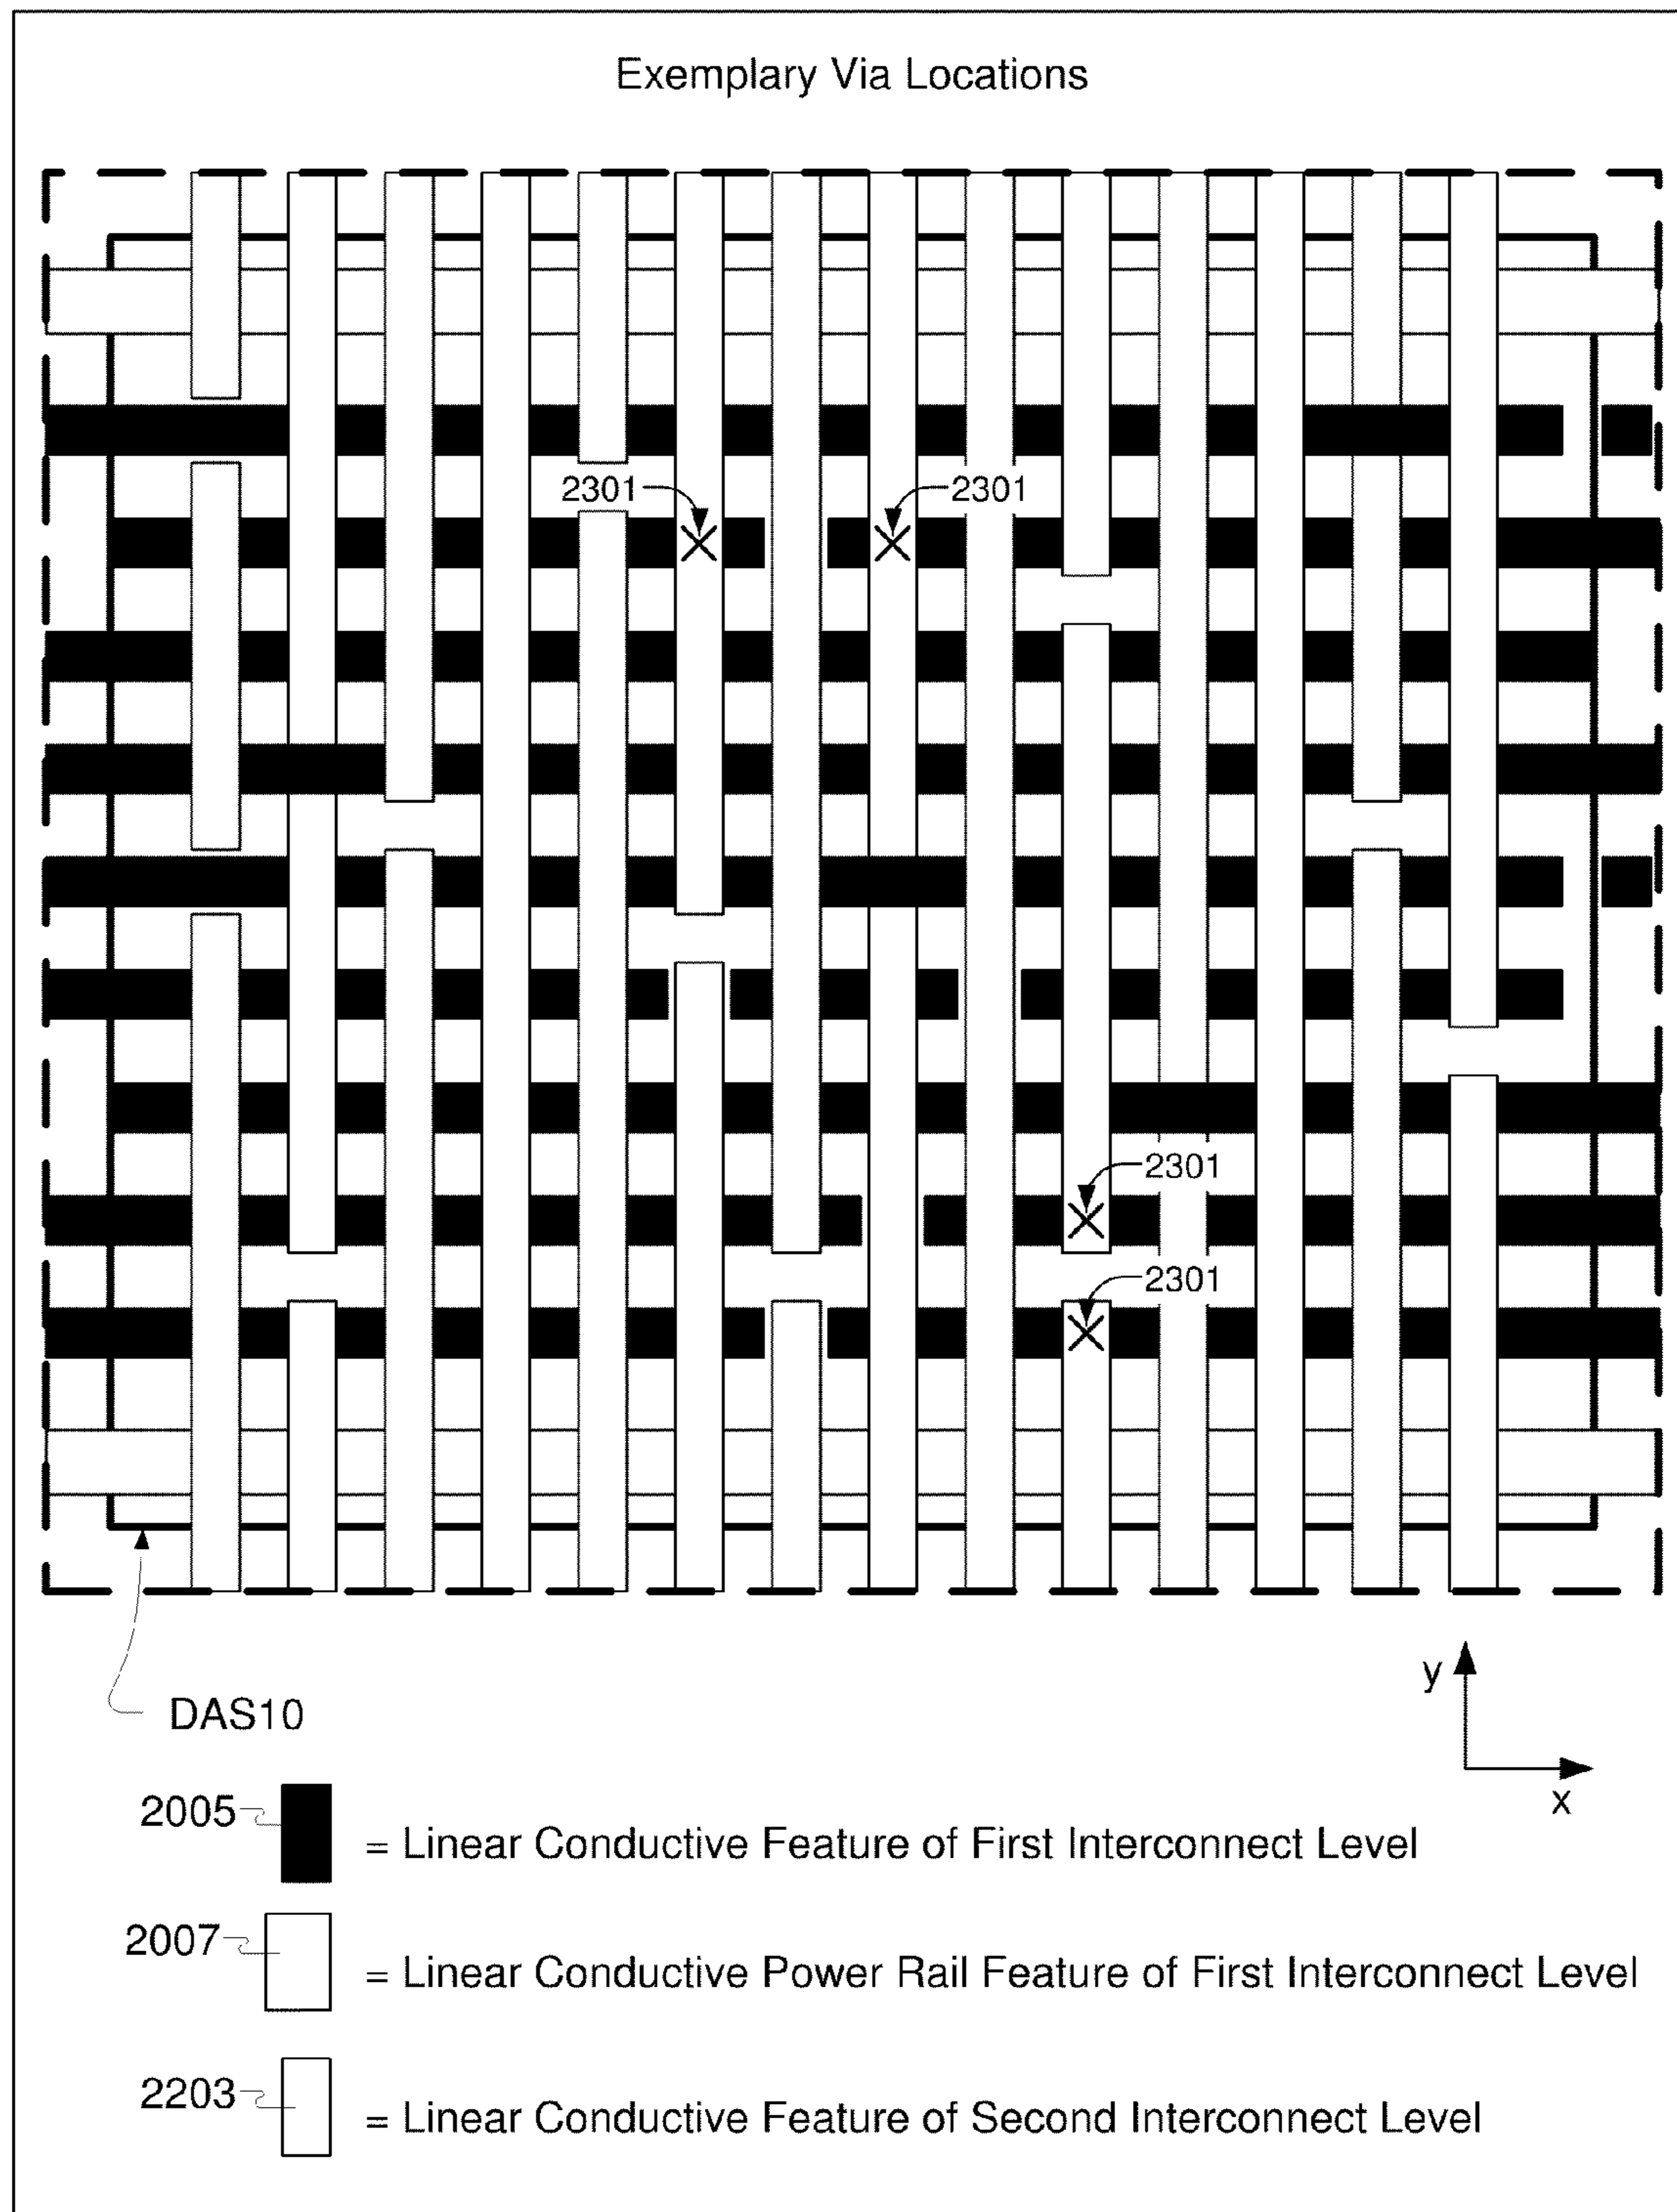 Exemplary Via Locations
2301 2301
2301
2301
DAS10
y
x
2005 = Linear Conductive Feature of First Interconnect Level
2007 = Linear Conductive Power Rail Feature of First Interconnect Level
2203 = Linear Conductive Feature of Second Interconnect Level